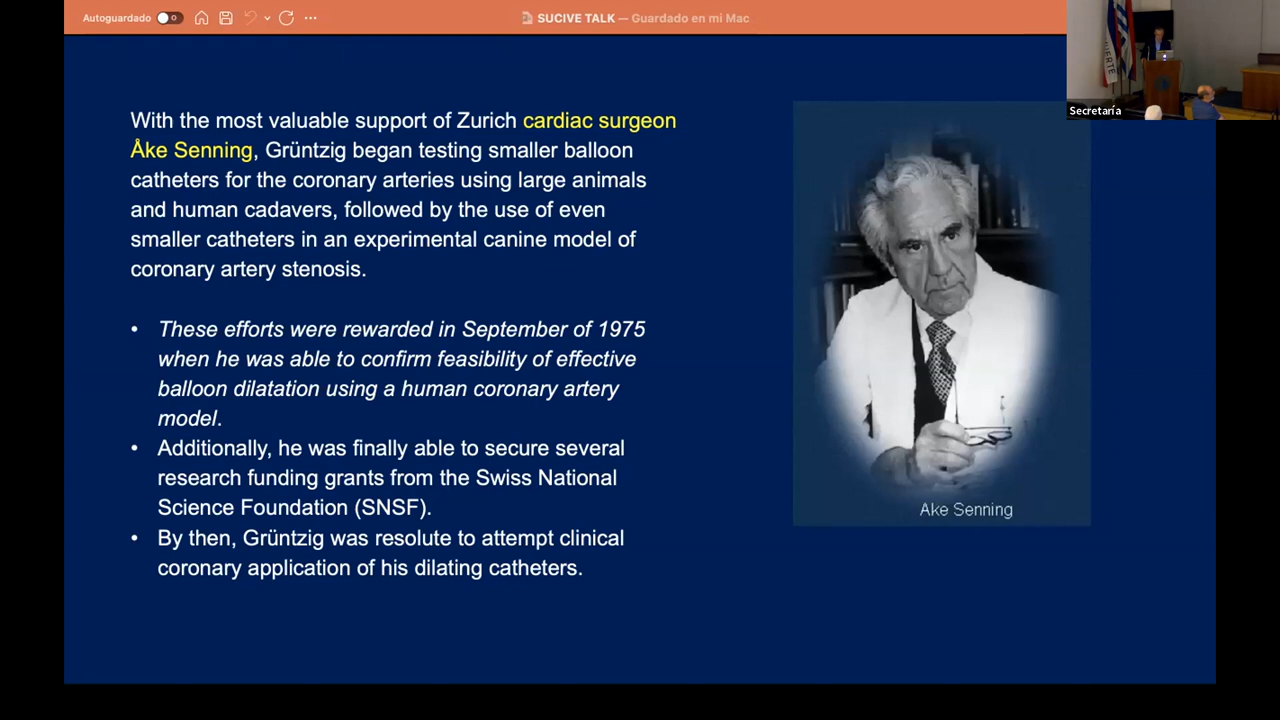 Autoguardado
SUCIVE TALK — Guardado en mi Mac
Secretaría
With the most valuable support of Zurich cardiac surgeon
Åke Senning, Grüntzig began testing smaller balloon
catheters for the coronary arteries using large animals
and human cadavers, followed by the use of even
smaller catheters in an experimental canine model of
coronary artery stenosis.
• These efforts were rewarded in September of 1975
when he was able to confirm feasibility of effective
balloon dilatation using a human coronary artery
model.
• Additionally, he was finally able to secure several
research funding grants from the Swiss National
Science Foundation (SNSF).
• By then, Grüntzig was resolute to attempt clinical
coronary application of his dilating catheters.
Ake Senning